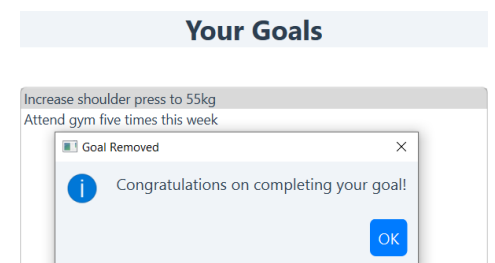 Your Goals
Increase shoulder press to 55kg
Attend gym five times this week
Goal Removed
Congratulations on completing your goal!
OK